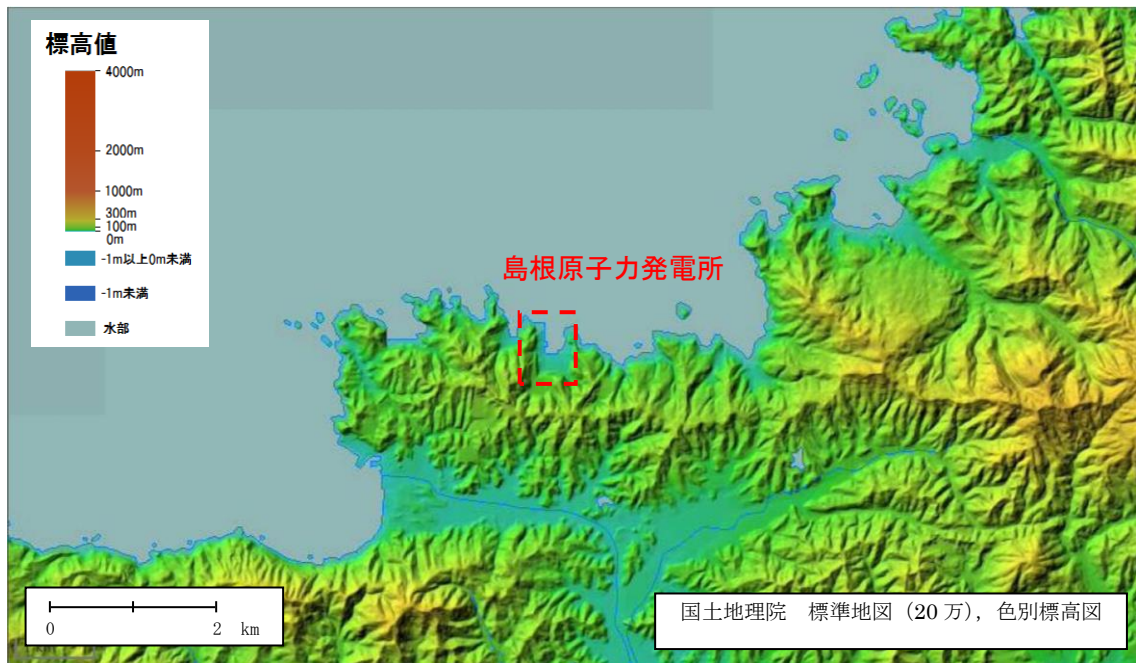 標高値
4000m
2000m
1000m
300m
100m
0m
-1m以上0m未満
-1m未満
水部
島根原子力発電所
0 2 km
国土地理院 標準地図（20万），色別標高図